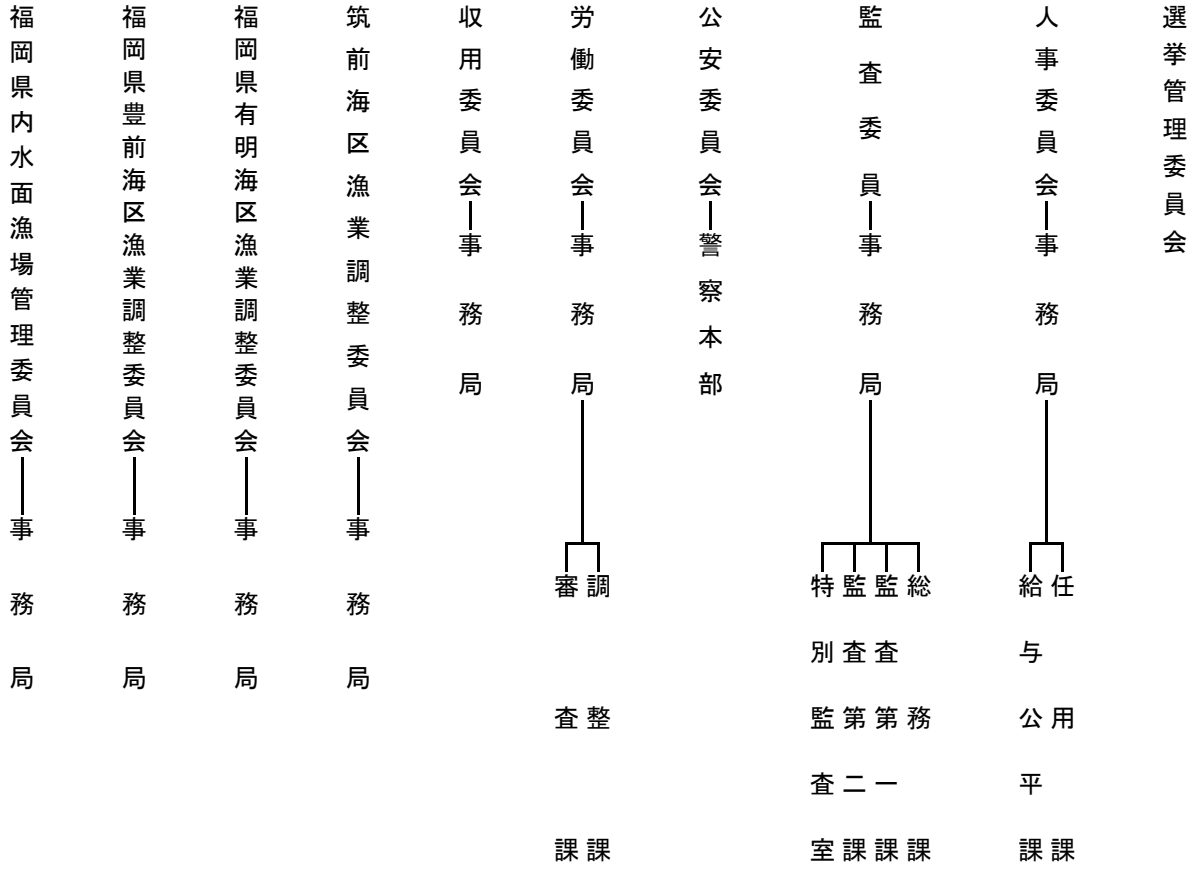 選挙管理委員会
人事委員会
事務局
任用課
給与公平課
監査委員
事務局
総務課
監査第一課
監査第二課
特別監査室
公安委員会
警察本部
労働委員会
事務局
調整課
審査課
収用委員会
事務局
筑前海区漁業調整委員会
事務局
福岡県有明海区漁業調整委員会
事務局
福岡県豊前海区漁業調整委員会
事務局
福岡県内水面漁場管理委員会
事務局